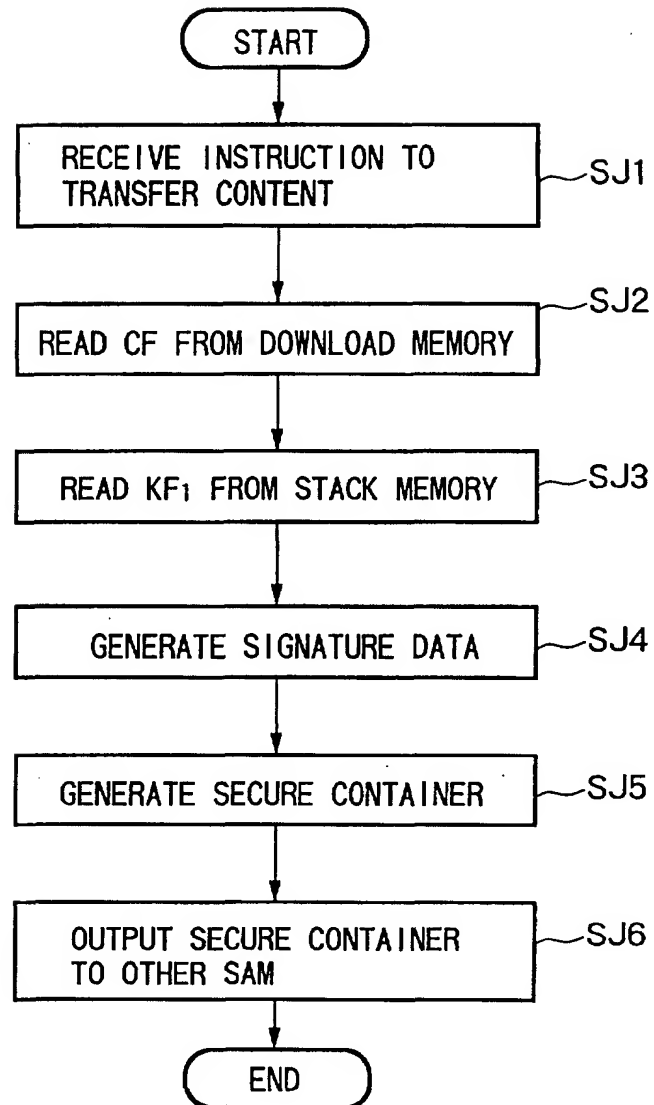 START
RECEIVE INSTRUCTION TO
TRANSFER CONTENT
SJ1
READ CF FROM DOWNLOAD MEMORY
SJ2
READ KF₁ FROM STACK MEMORY
SJ3
GENERATE SIGNATURE DATA
SJ4
GENERATE SECURE CONTAINER
SJ5
OUTPUT SECURE CONTAINER
TO OTHER SAM
SJ6
END